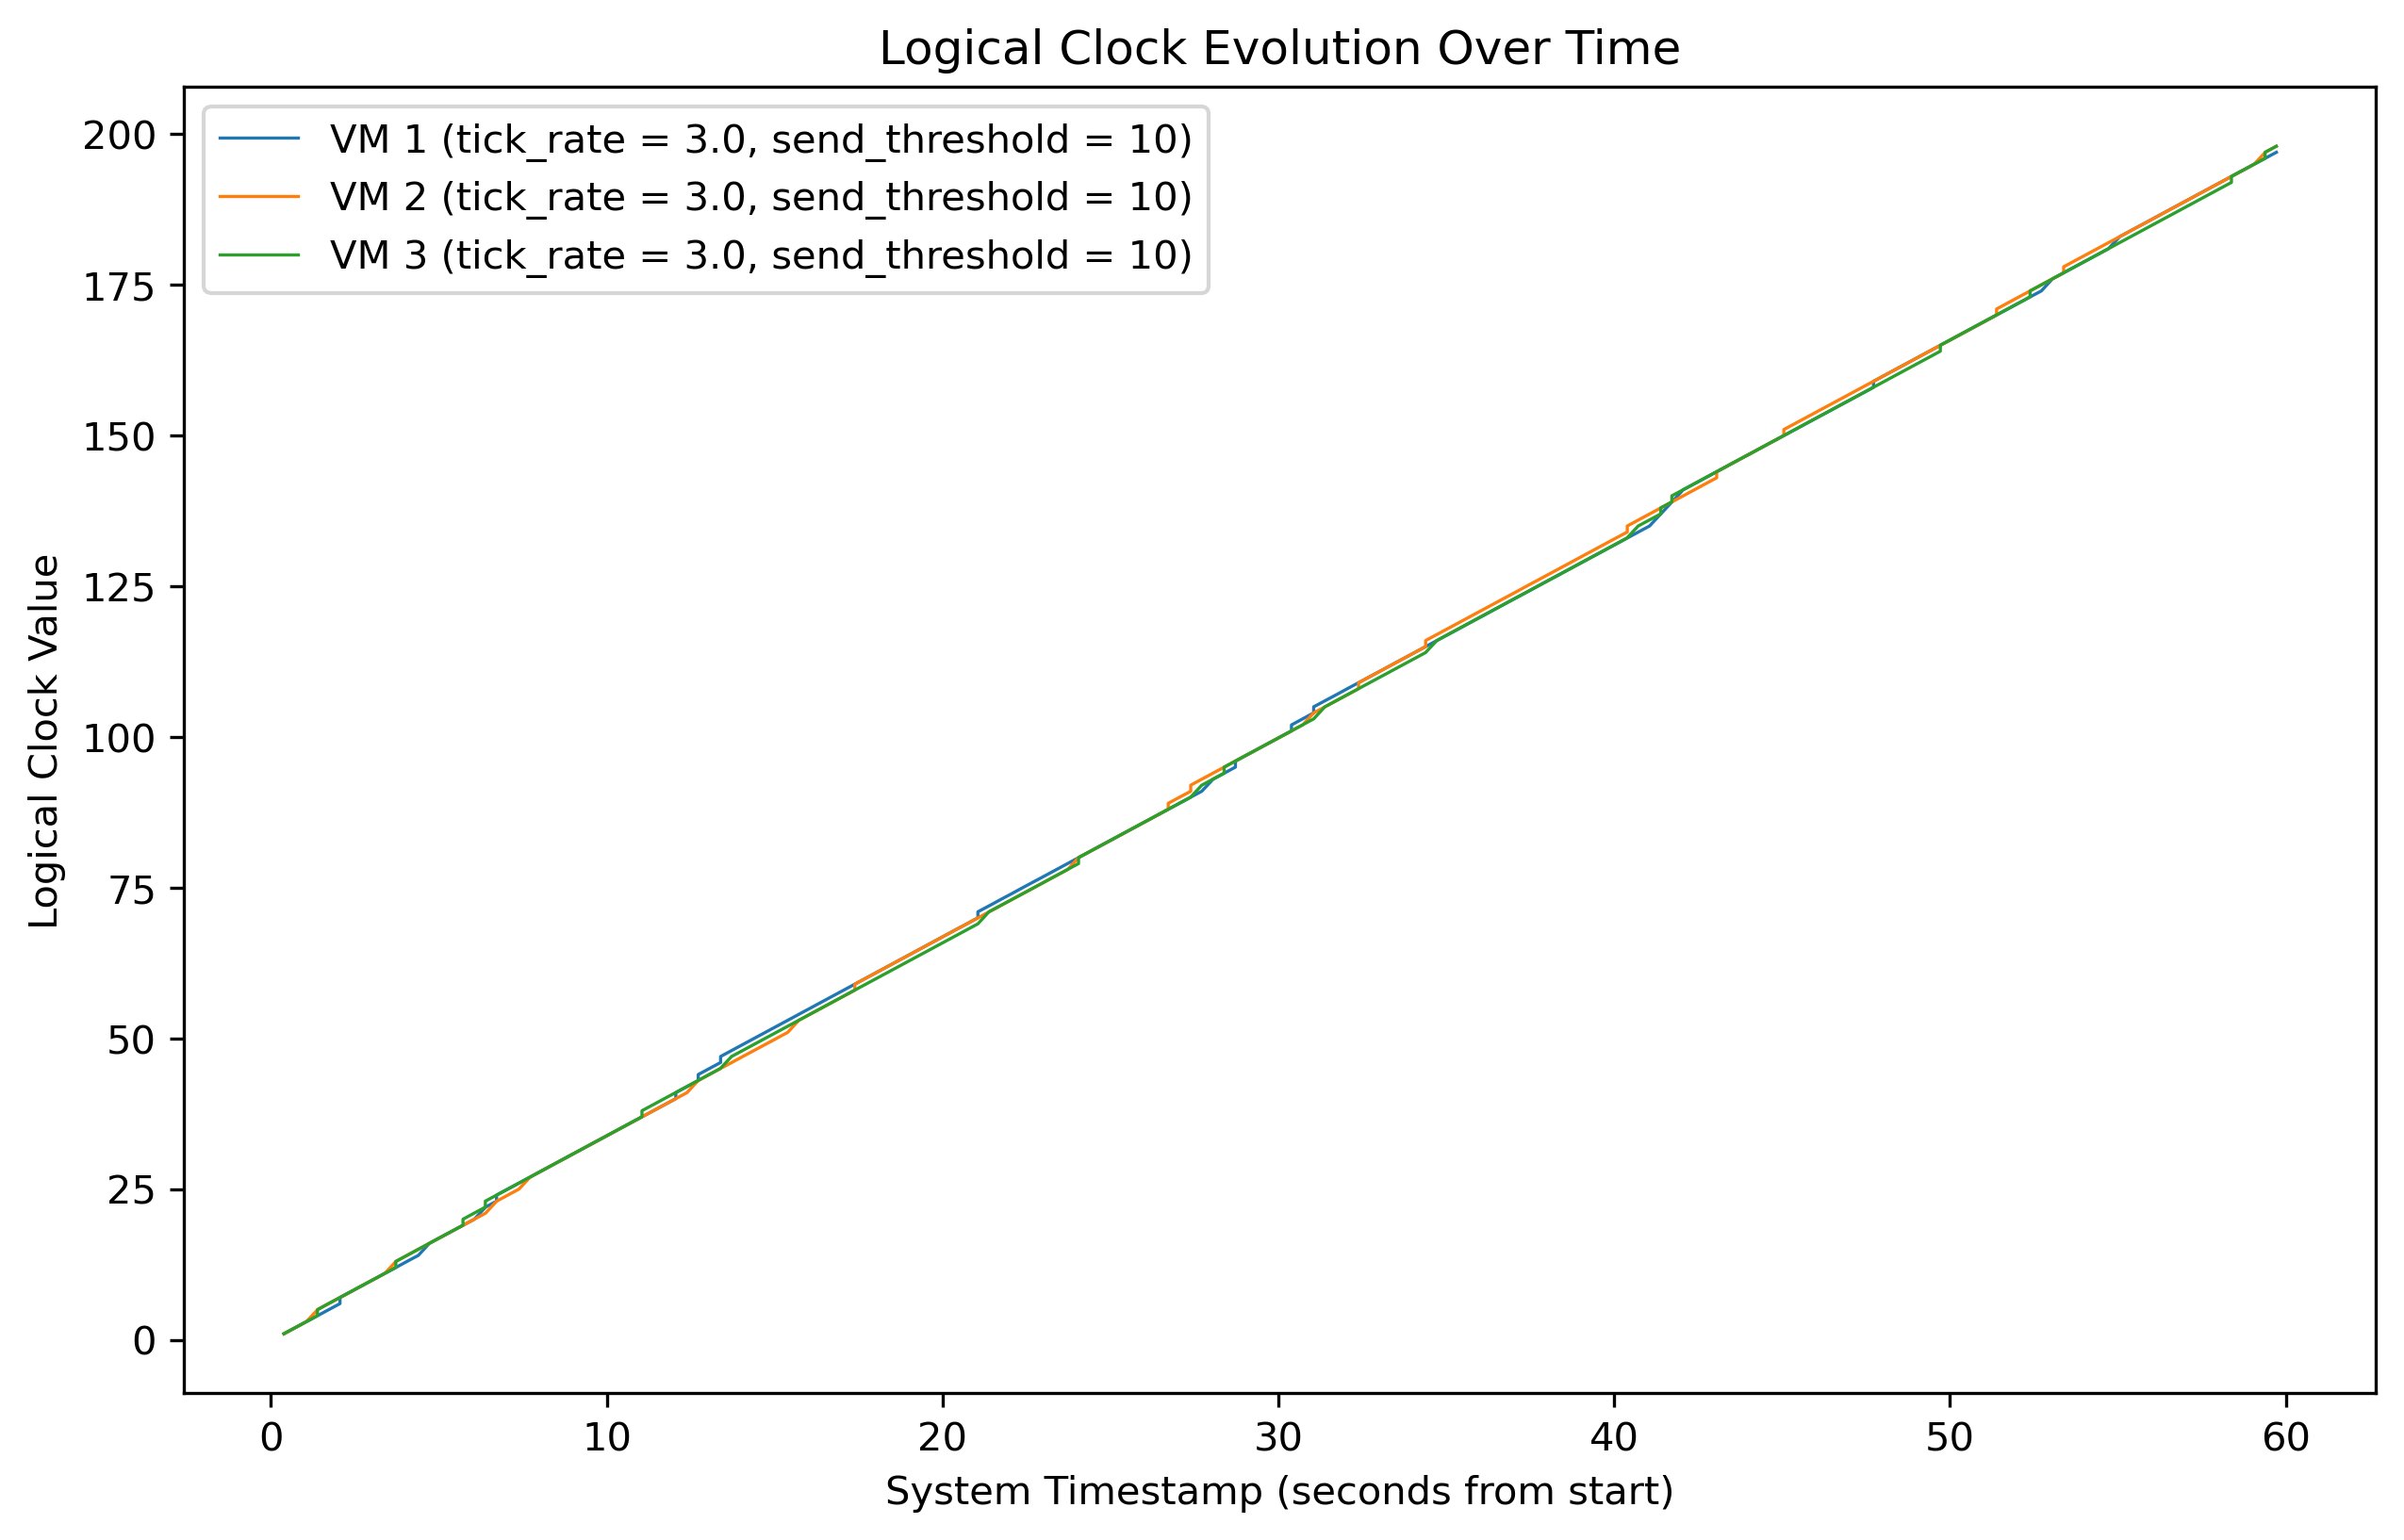 Logical Clock Evolution Over Time
VM 1 (tick_rate = 3.0, send_threshold = 10)
VM 2 (tick_rate = 3.0, send_threshold = 10)
VM 3 (tick_rate = 3.0, send_threshold = 10)
Logical Clock Value
200
175
150
125
100
75
50
25
0
0 10 20 30 40 50 60
System Timestamp (seconds from start)